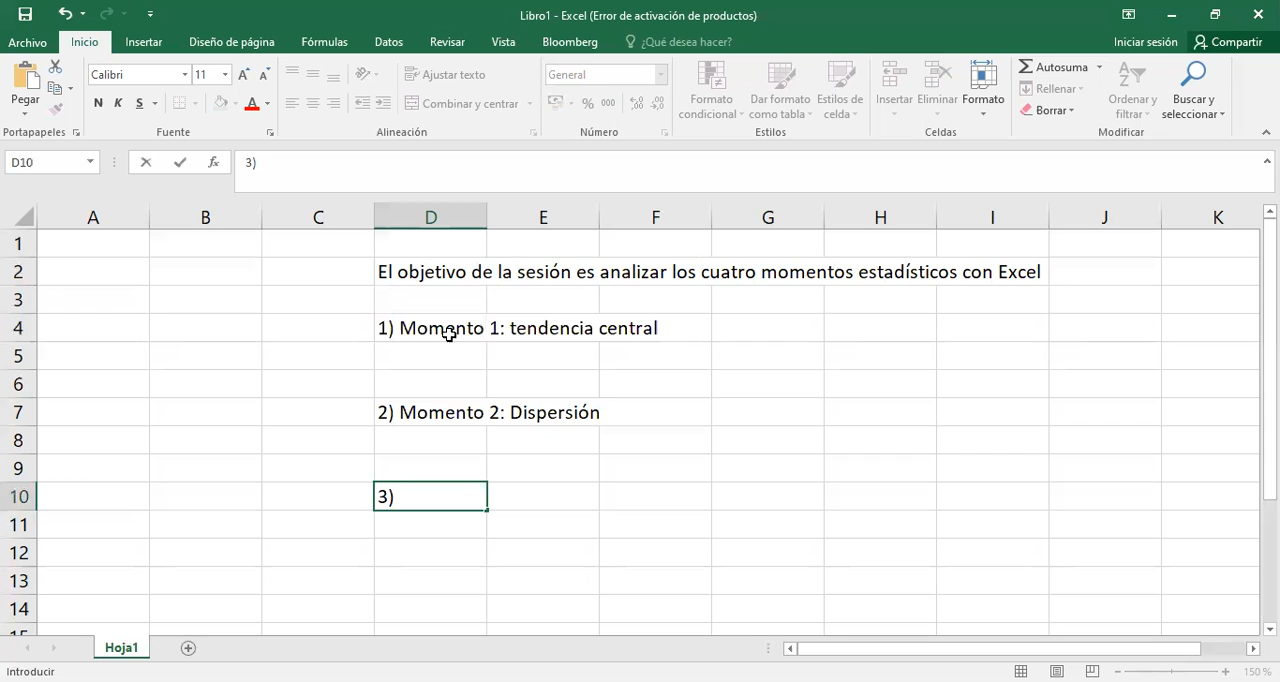 Libro1 - Excel (Error de activación de productos)
Archivo Inicio Insertar Diseño de página Fórmulas Datos Revisar Vista Bloomberg ¿Qué desea hacer? Iniciar sesión Compartir
Pegar
Calibri 11
N K S
Ajustar texto
Combinar y centrar
General
% 000
Formato condicional
Dar formato como tabla
Estilos de celda
Insertar Eliminar Formato
Autosuma
Rellenar
Borrar
Ordenar y filtrar
Buscar y seleccionar
Portapapeles Fuente Alineación Número Estilos Celdas Modificar
D10 fx 3)
A B C D E F G H I J K
1
2 El objetivo de la sesión es analizar los cuatro momentos estadísticos con Excel
3
4 1) Momento 1: tendencia central
5
6
7 2) Momento 2: Dispersión
8
9
10 3)
11
12
13
14
15
Hoja1
Introducir 150 %